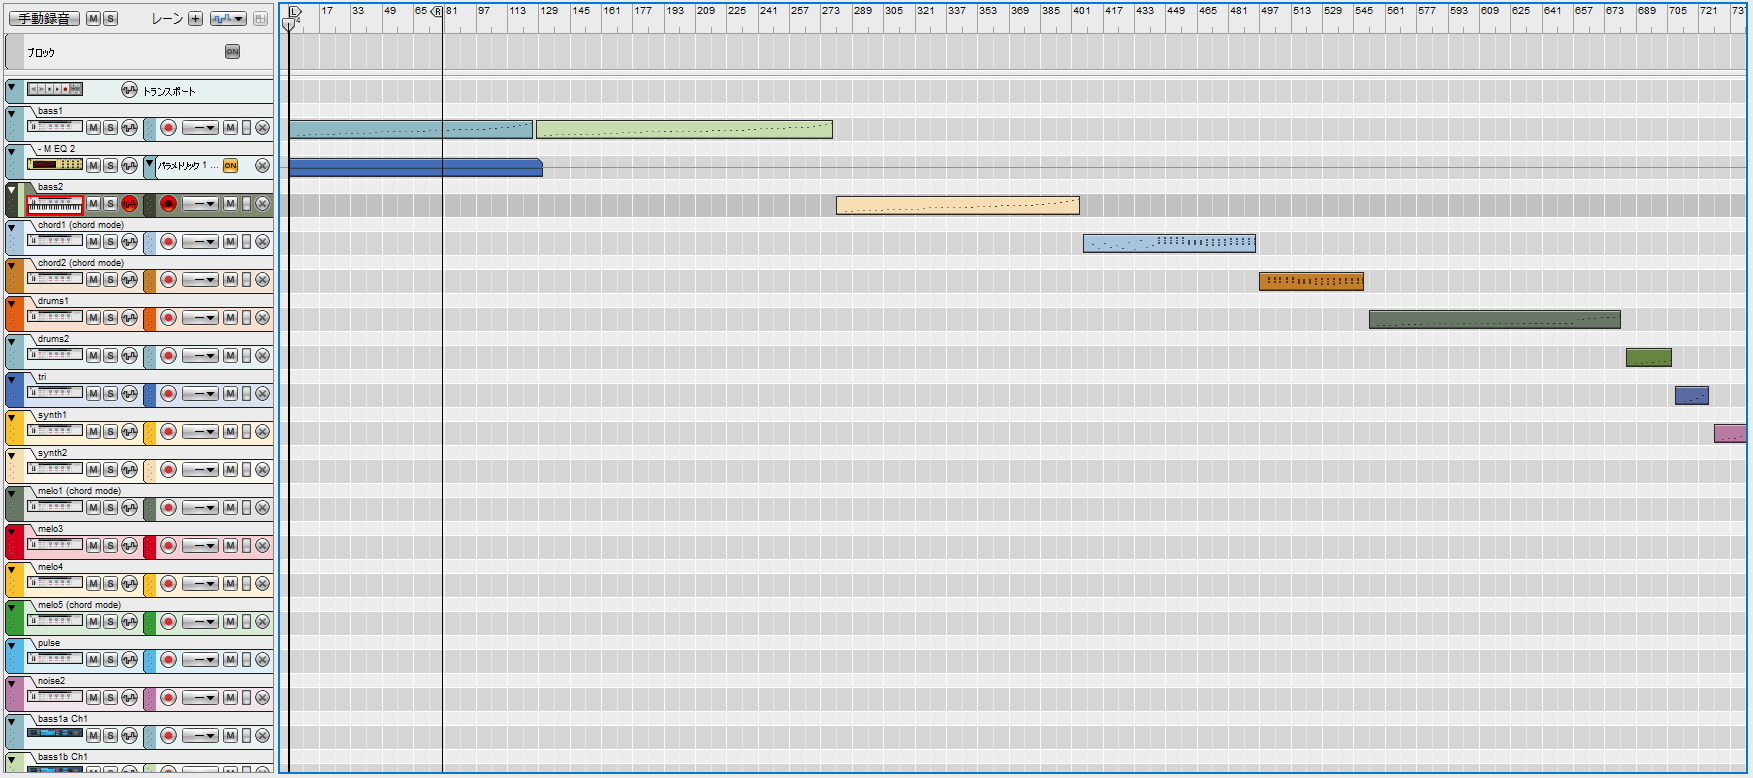 手動録音 M S レーン +
L 17 33 49 65 R 81 97 113 129 145 161 177 193 209 225 241 257 273 289 305 321 337 353 369 385 401 417 433 449 465 481 497 513 529 545 561 577 593 609 625 641 657 673 689 705 721 737
4
ブロック ON
トランスポート
bass1
M S M
- M EQ 2
M S パラメトリック 1 ... ON
bass2
M S M
chord1 (chord mode)
M S M
chord2 (chord mode)
M S M
drums1
M S M
drums2
M S M
tri
M S M
synth1
M S M
synth2
M S M
melo1 (chord mode)
M S M
melo3
M S M
melo4
M S M
melo5 (chord mode)
M S M
pulse
M S M
noise2
M S M
bass1a Ch1
M S M
bass1b Ch1